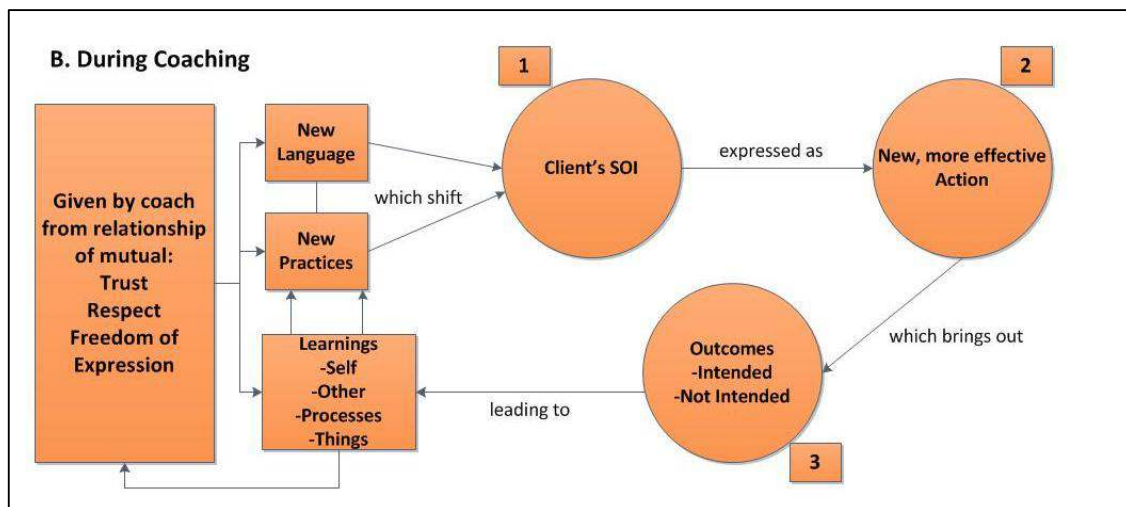 B. During Coaching
Given by coach
from relationship
of mutual:
Trust
Respect
Freedom of
Expression
New
Language
New
Practices
which shift
Learnings
-Self
-Other
-Processes
-Things
1
Client's SOI
expressed as
2
New, more effective
Action
which brings out
Outcomes
-Intended
-Not Intended
3
leading to